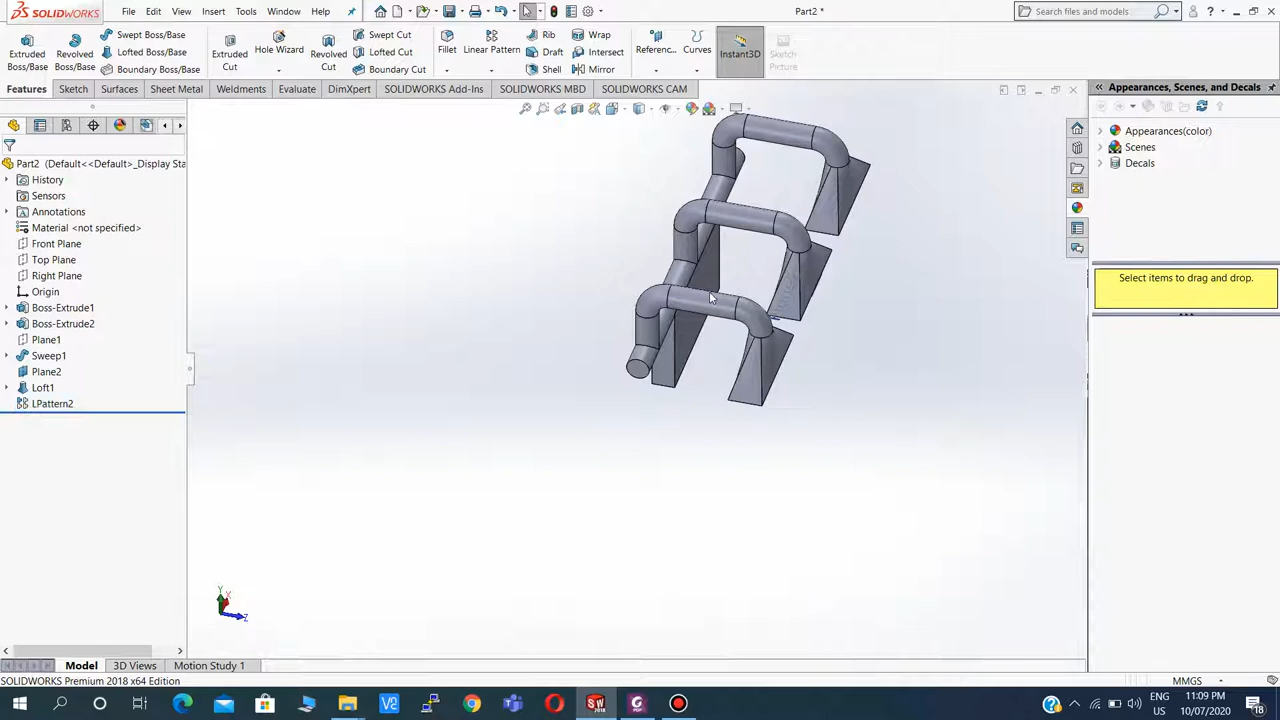 SOLIDWORKS File Edit View Insert Tools Window Help Part2 * Search files and models
Extruded Boss/Base Revolved Boss/Base Swept Boss/Base Extruded Cut Hole Wizard Revolved Cut Swept Cut Fillet Linear Pattern Rib Wrap Referenc... Curves Instant3D Sketch Picture
Lofted Boss/Base Lofted Cut Draft Intersect
Boundary Boss/Base Boundary Cut Shell Mirror
Features Sketch Surfaces Sheet Metal Weldments Evaluate DimXpert SOLIDWORKS Add-Ins SOLIDWORKS MBD SOLIDWORKS CAM
Appearances, Scenes, and Decals
Appearances(color)
Scenes
Decals
Select items to drag and drop.
Part2 (Default<<Default>_Display Sta
History
Sensors
Annotations
Material <not specified>
Front Plane
Top Plane
Right Plane
Origin
Boss-Extrude1
Boss-Extrude2
Plane1
Sweep1
Plane2
Loft1
LPattern2
Y
X
Z
Model 3D Views Motion Study 1
SOLIDWORKS Premium 2018 x64 Edition MMGS
ENG 11:09 PM
US 10/07/2020 18